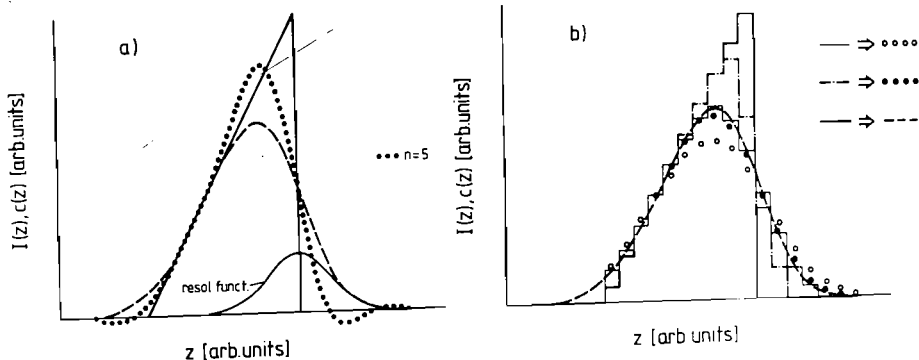 a)
I(z), c(z) [arb.units]
n=5
resol funct.
z [arb.units]
b)
I(z), c(z) [arb.units]
⇒
⇒
⇒
z [arb.units]